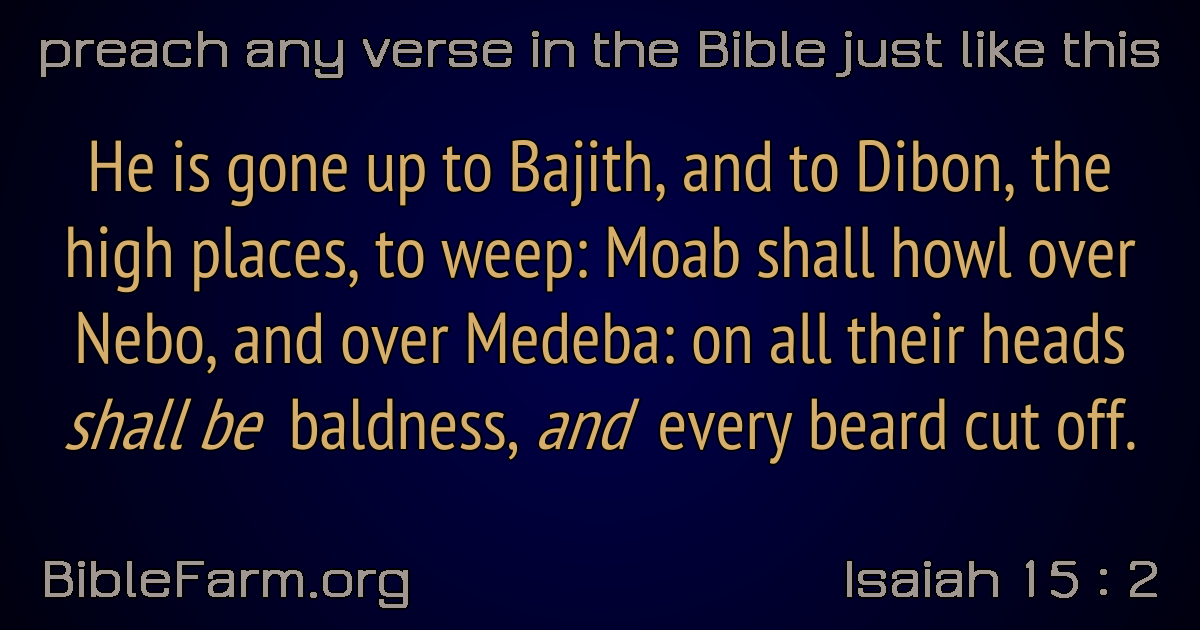 preach any verse in the Bible just like this
He is gone up to Bajith, and to Dibon, the
high places, to weep: Moab shall howl over
Nebo, and over Medeba: on all their heads
shall be baldness, and every beard cut off.
BibleFarm.org
Isaiah 15 : 2